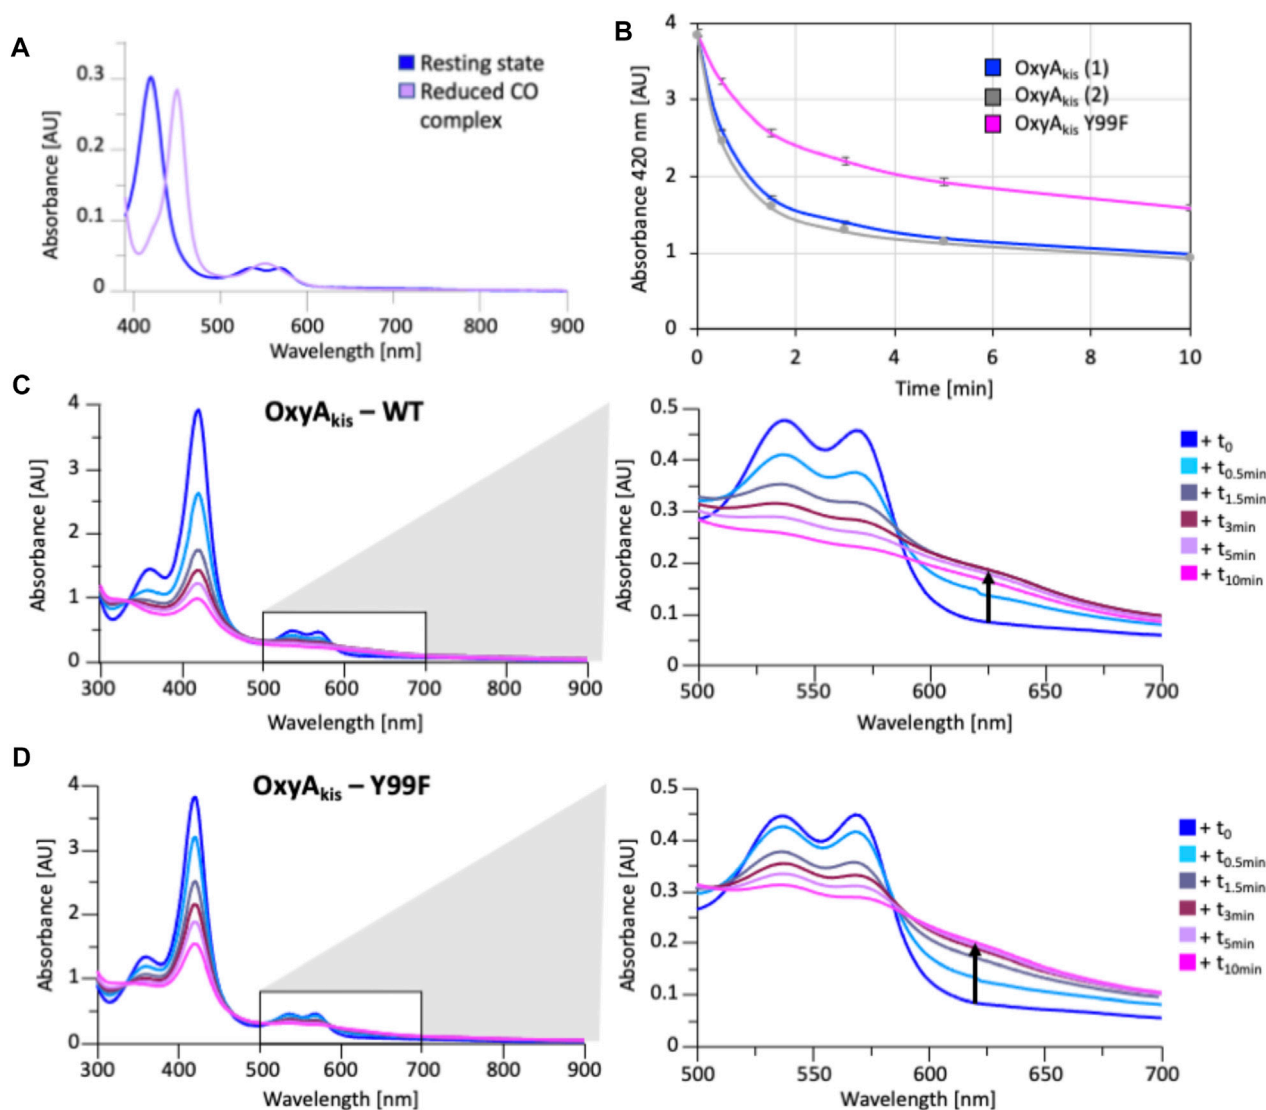 A
Absorbance [AU]
0.3
0.2
0.1
0
400 500 600 700 800 900
Wavelength [nm]
Resting state
Reduced CO
complex
B
Absorbance 420 nm [AU]
4
3
2
1
0
0 2 4 6 8 10
Time [min]
OxyAkis (1)
OxyAkis (2)
OxyAkis Y99F
C
OxyAkis – WT
Absorbance [AU]
4
3
2
1
0
300 400 500 600 700 800 900
Wavelength [nm]
Absorbance [AU]
0.5
0.4
0.3
0.2
0.1
0
500 550 600 650 700
Wavelength [nm]
+ t0
+ t0.5min
+ t1.5min
+ t3min
+ t5min
+ t10min
D
OxyAkis – Y99F
Absorbance [AU]
4
3
2
1
0
300 400 500 600 700 800 900
Wavelength [nm]
Absorbance [AU]
0.5
0.4
0.3
0.2
0.1
0
500 550 600 650 700
Wavelength [nm]
+ t0
+ t0.5min
+ t1.5min
+ t3min
+ t5min
+ t10min